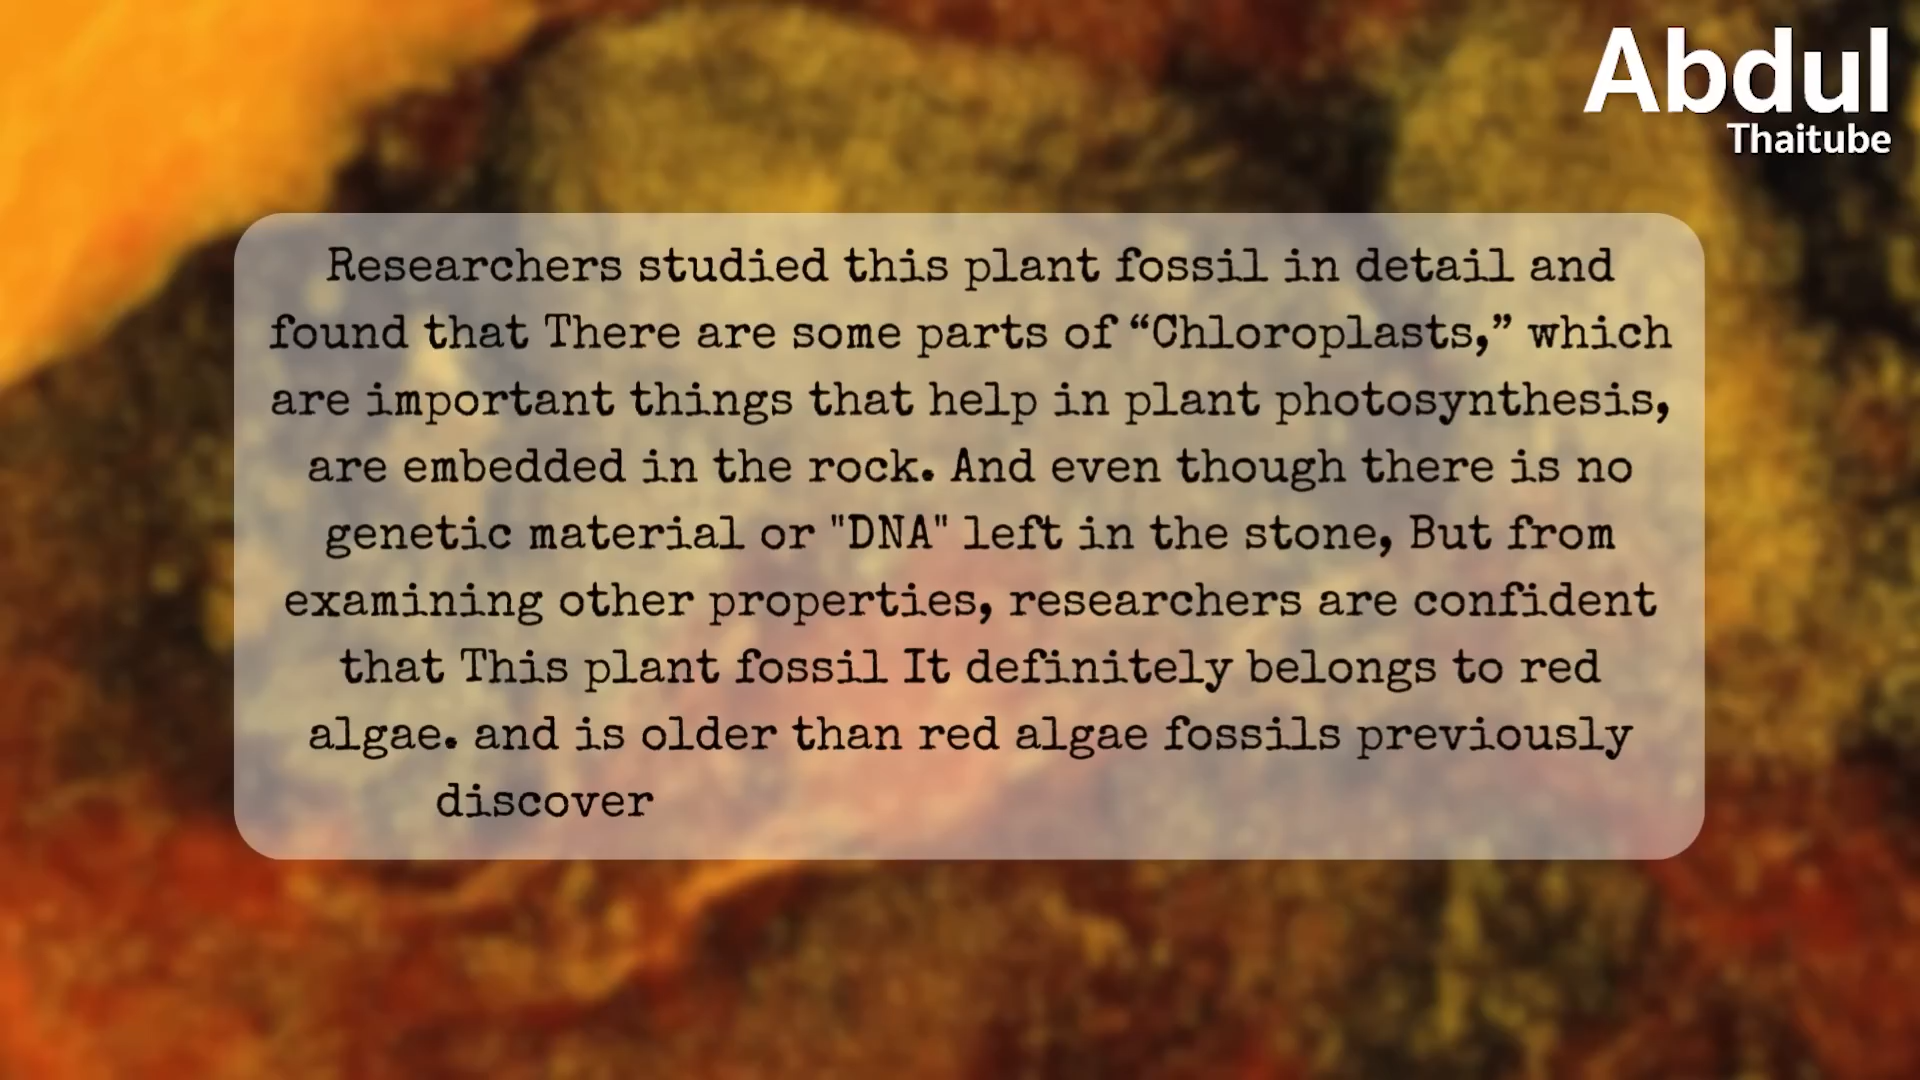 Abdul
Thaitube
Researchers studied this plant fossil in detail and
found that There are some parts of “Chloroplasts,” which
are important things that help in plant photosynthesis,
are embedded in the rock. And even though there is no
genetic material or "DNA" left in the stone, But from
examining other properties, researchers are confident
that This plant fossil It definitely belongs to red
algae. and is older than red algae fossils previously
discover